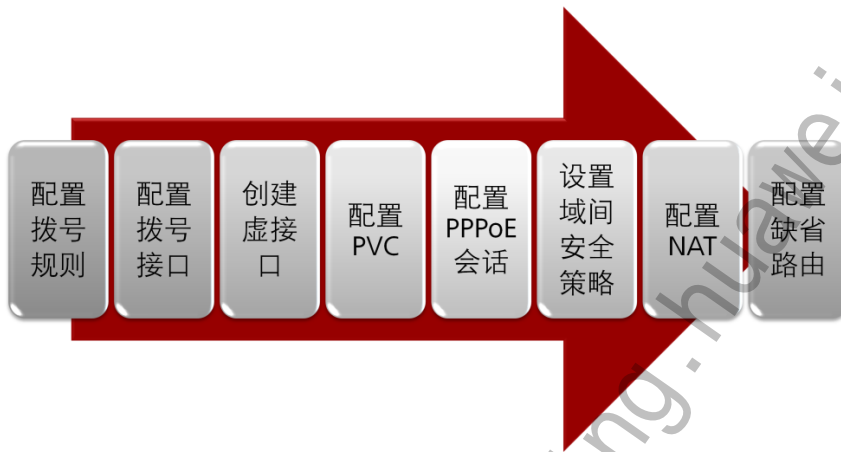 配置
拨号
规则
配置
拨号
接口
创建
虚接
口
配置
PVC
配置
PPPoE
会话
设置
域间
安全
策略
配置
NAT
配置
缺省
路由
ng.huawei